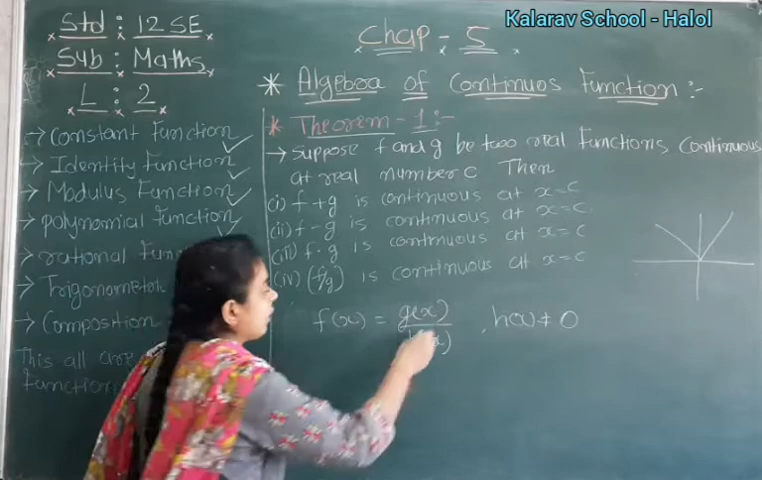 Kalarav School - Halol
Std : 12 SE
Sub : Maths
L : 2
Chap - 5
* Algebra of Continuos Function :-
* Theorem - 1 :-
→ Suppose f and g be two real Functions Continuous
at real number C Then
(i) f + g is continuous at x = C
(ii) f - g is continuous at x = C
(iii) f · g is continuous at x = C
(iv) (f/g) is continuous at x = C
f(x) = g(x) / h(x) , h(x) ≠ 0
→ Constant Function
→ Identity Function
→ Modulus Function
→ Polynomial Function
→ rational
→ Trigonomet
→ Composition
This all are
Function